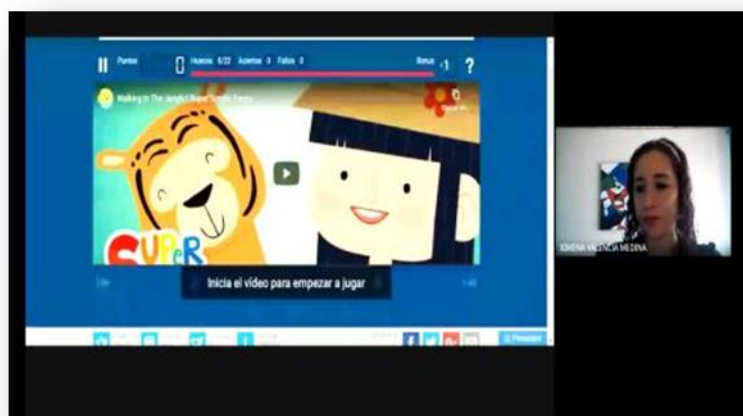 Puntos 0 Huecos 0/22 Aciertos 0 Fallos 0 Bonus x1 ?
Walking In The Jungle | Super Simple Songs
SUPER
Inicia el vídeo para empezar a jugar
XIMENA VALENCIA MEDINA